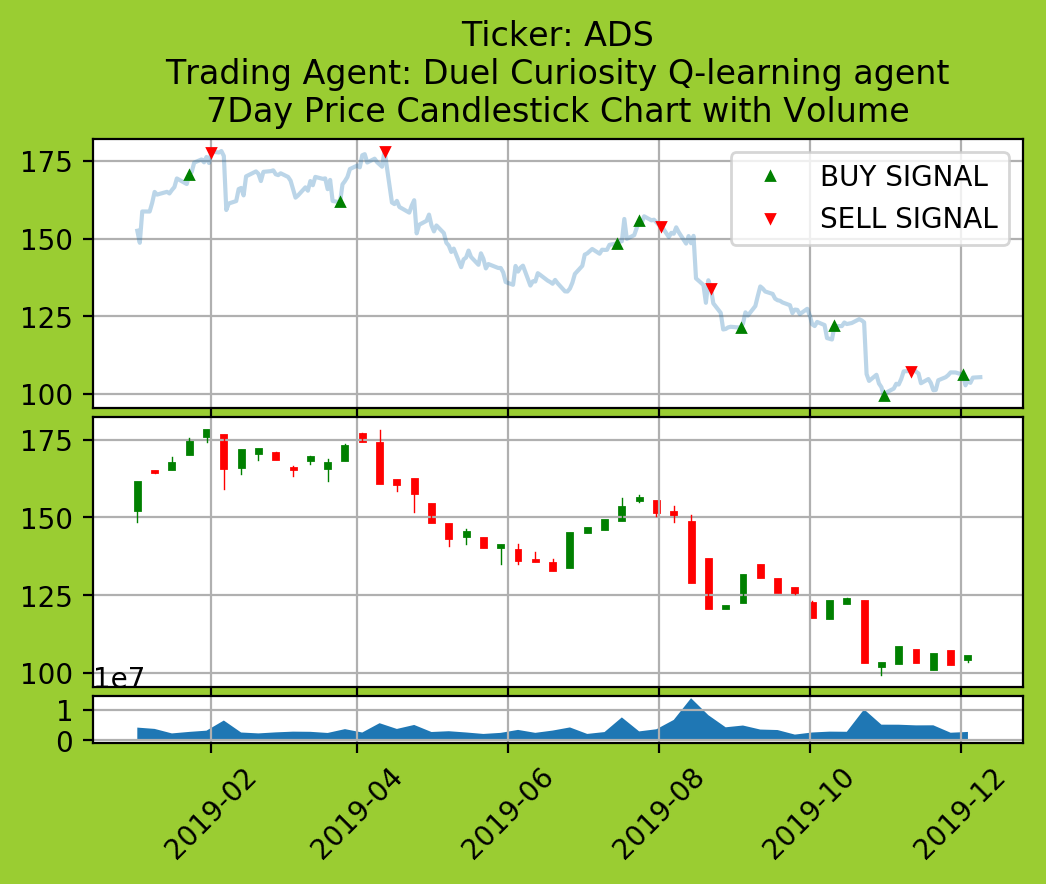 Ticker: ADS
Trading Agent: Duel Curiosity Q-learning agent
7Day Price Candlestick Chart with Volume
175
150
125
100
BUY SIGNAL
SELL SIGNAL
175
150
125
100
1e7
1
0
2019-02
2019-04
2019-06
2019-08
2019-10
2019-12